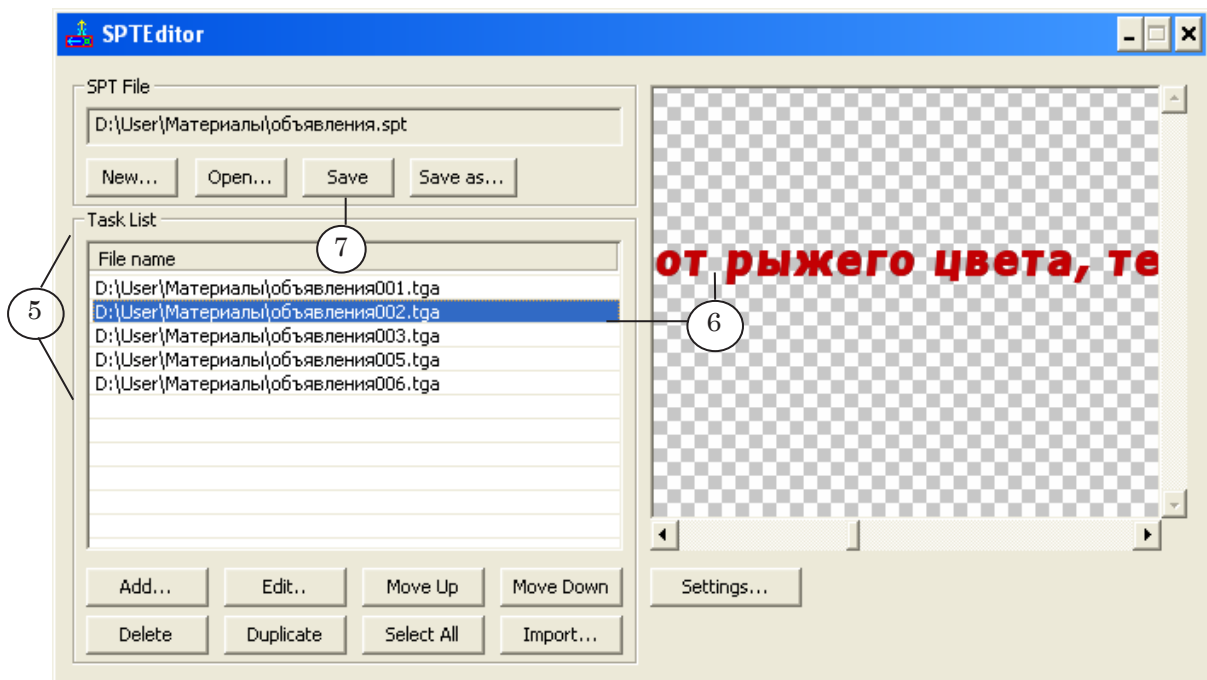 SPTEditor
SPT File
D:\User\Материалы\объявления.spt
New... Open... Save Save as...
Task List
7
File name
D:\User\Материалы\объявления001.tga
D:\User\Материалы\объявления002.tga
D:\User\Материалы\объявления003.tga
D:\User\Материалы\объявления005.tga
D:\User\Материалы\объявления006.tga
5
от рыжего цвета, те
6
Add... Edit.. Move Up Move Down
Delete Duplicate Select All Import...
Settings...